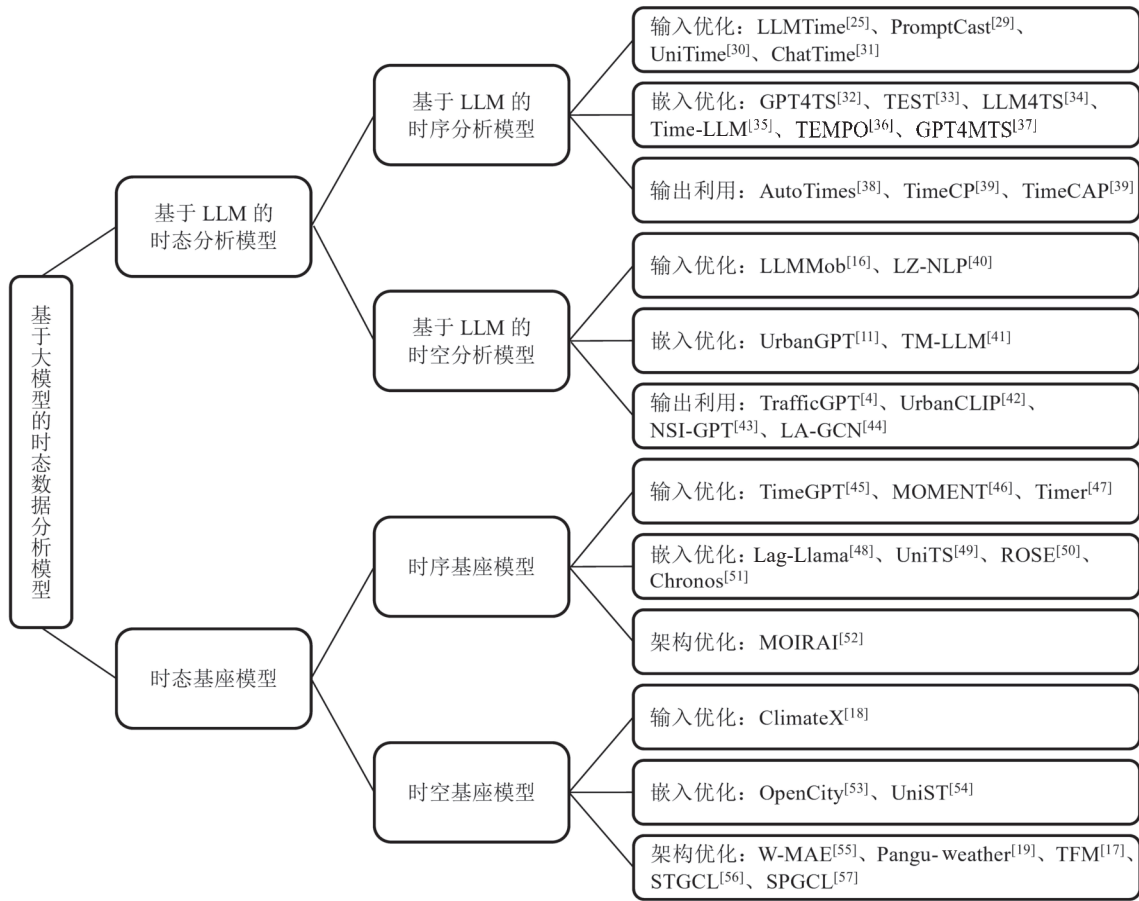 基于大模型的时态数据分析模型
基于 LLM 的
时态分析模型
基于 LLM 的
时序分析模型
输入优化：LLMTime[25]、PromptCast[29]、
UniTime[30]、ChatTime[31]
嵌入优化：GPT4TS[32]、TEST[33]、LLM4TS[34]、
Time-LLM[35]、TEMPO[36]、GPT4MTS[37]
输出利用：AutoTimes[38]、TimeCP[39]、TimeCAP[39]
基于 LLM 的
时空分析模型
输入优化：LLMMob[16]、LZ-NLP[40]
嵌入优化：UrbanGPT[11]、TM-LLM[41]
输出利用：TrafficGPT[4]、UrbanCLIP[42]、
NSI-GPT[43]、LA-GCN[44]
时态基座模型
时序基座模型
输入优化：TimeGPT[45]、MOMENT[46]、Timer[47]
嵌入优化：Lag-Llama[48]、UniTS[49]、ROSE[50]、
Chronos[51]
架构优化：MOIRAI[52]
时空基座模型
输入优化：ClimateX[18]
嵌入优化：OpenCity[53]、UniST[54]
架构优化：W-MAE[55]、Pangu-weather[19]、TFM[17]、
STGCL[56]、SPGCL[57]